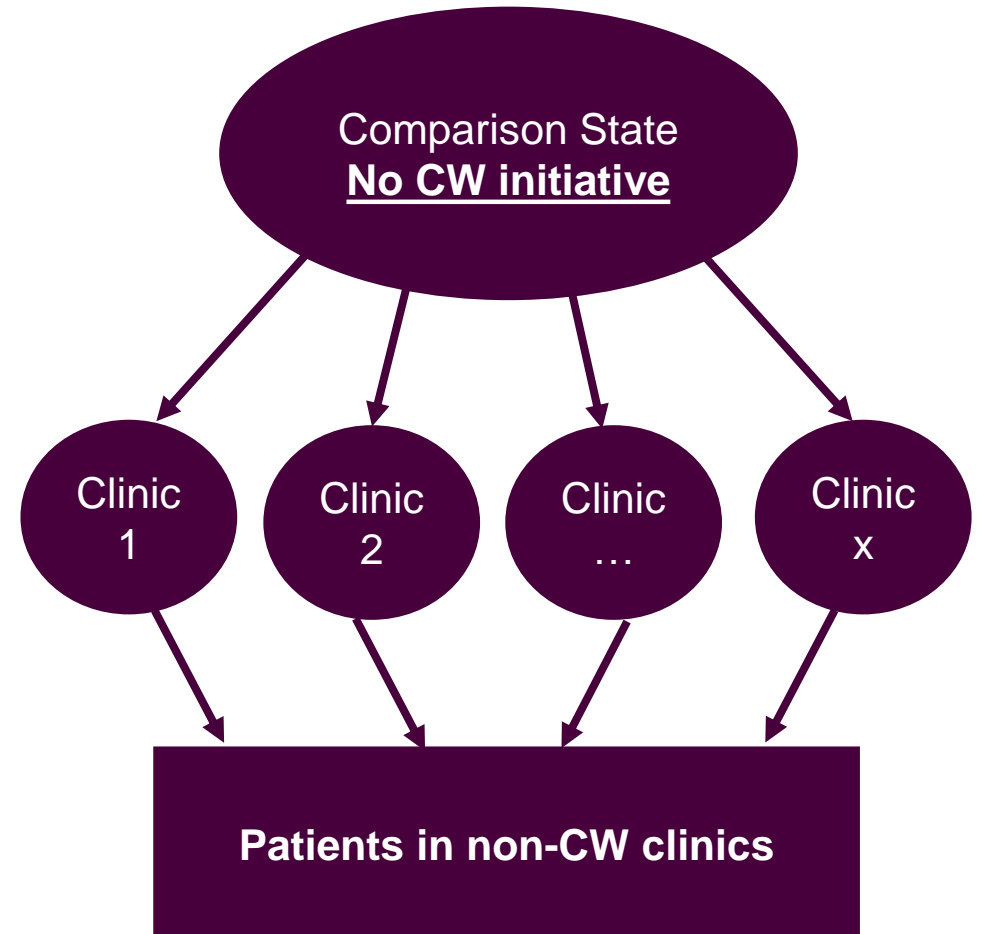 Comparison State
No CW initiative
Clinic
1
Clinic
2
Clinic
…
Clinic
x
Patients in non-CW clinics